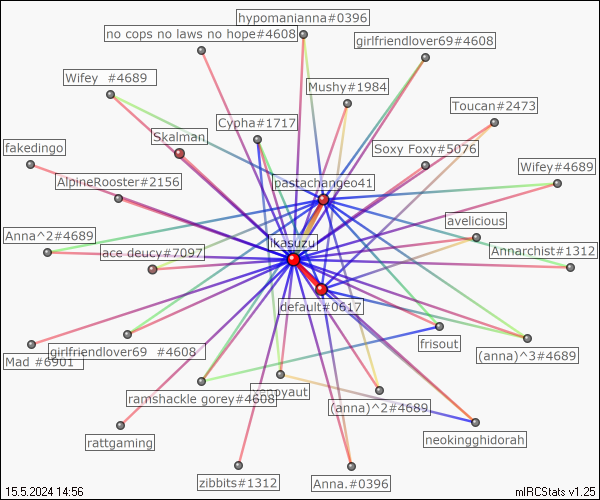 hypomanianna#0396
no cops no laws no hope#4608
girlfriendlover69#4608
Wifey #4689
Mushy#1984
Toucan#2473
Cypha#1717
Skalman
fakedingo
Soxy Foxy#5076
Wifey#4689
AlpineRooster#2156
pastachangeo41
avelicious
Anna^2#4689
likasuzu
ace deucy#7097
Annarchist#1312
default#0617
frisout
Mad #6901
girlfriendlover69 #4608
(anna)^3#4689
ramshackle gorey#4608
(anna)^2#4689
rattgaming
neokingghidorah
zibbits#1312
Anna.#0396
15.5.2024 14:56
mIRCStats v1.25